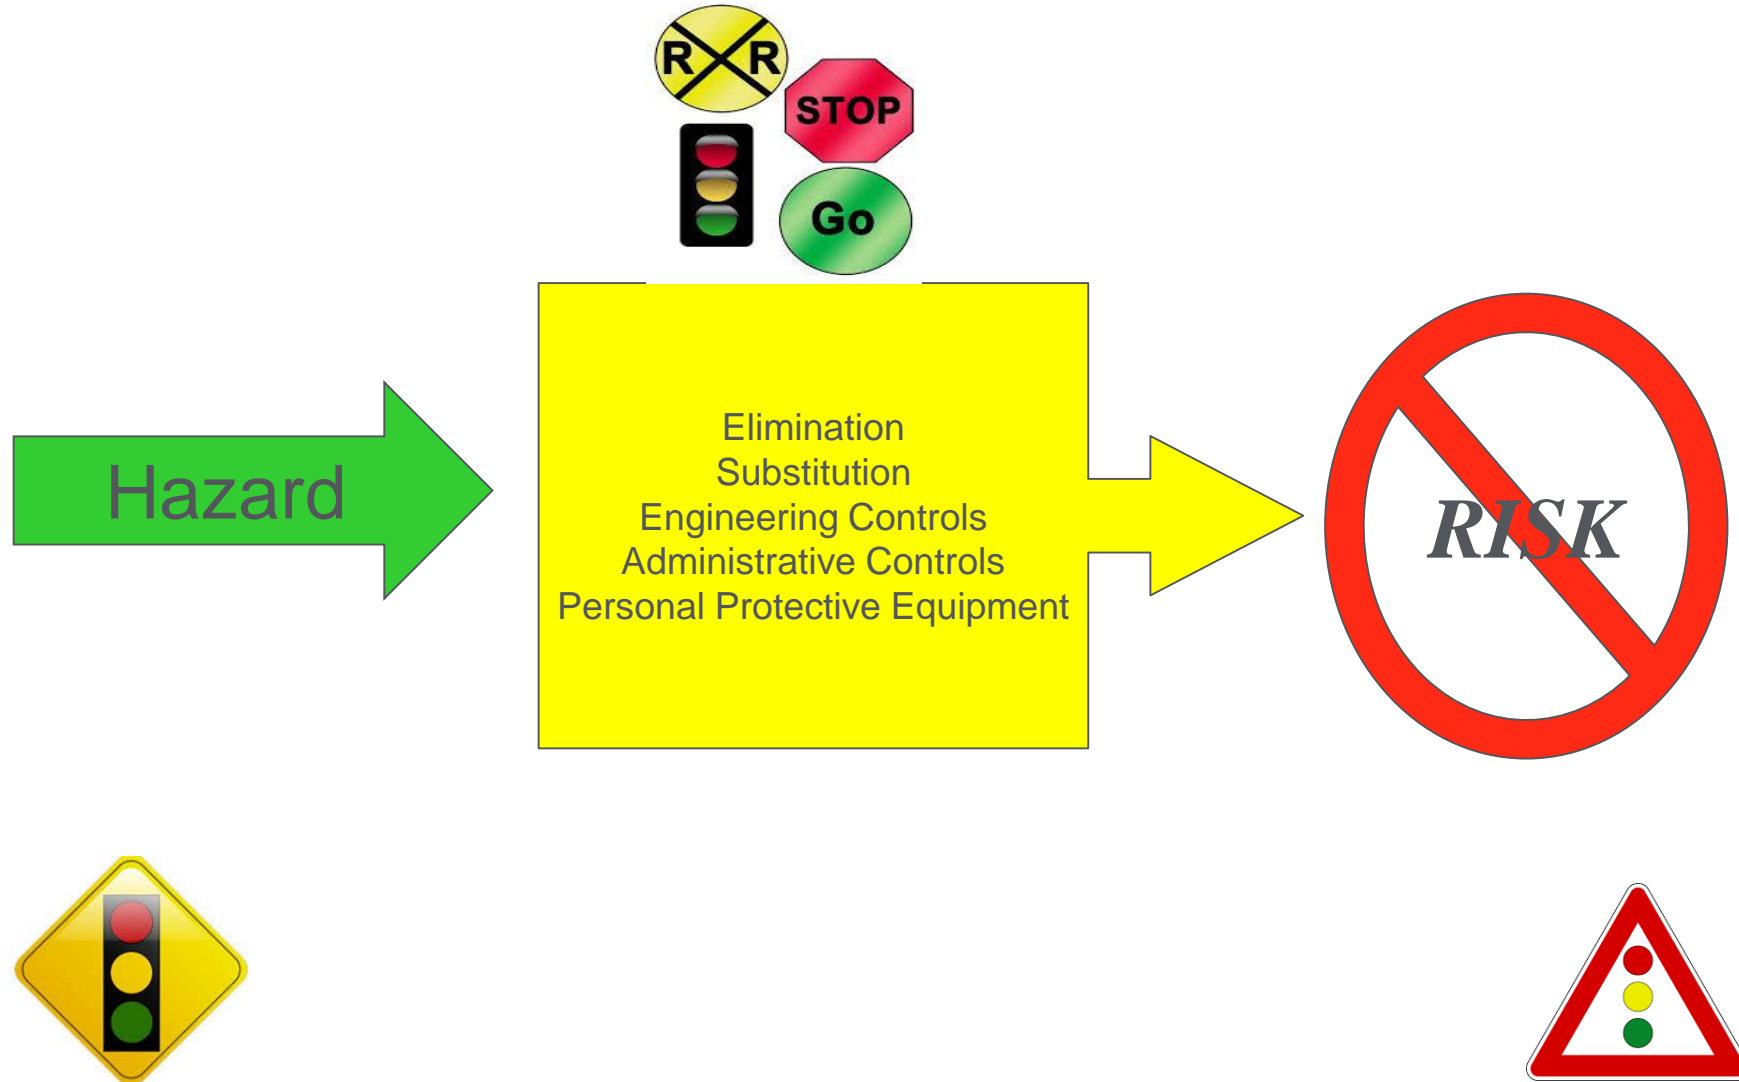 R R
STOP
Go
Hazard
Elimination
Substitution
Engineering Controls
Administrative Controls
Personal Protective Equipment
RISK